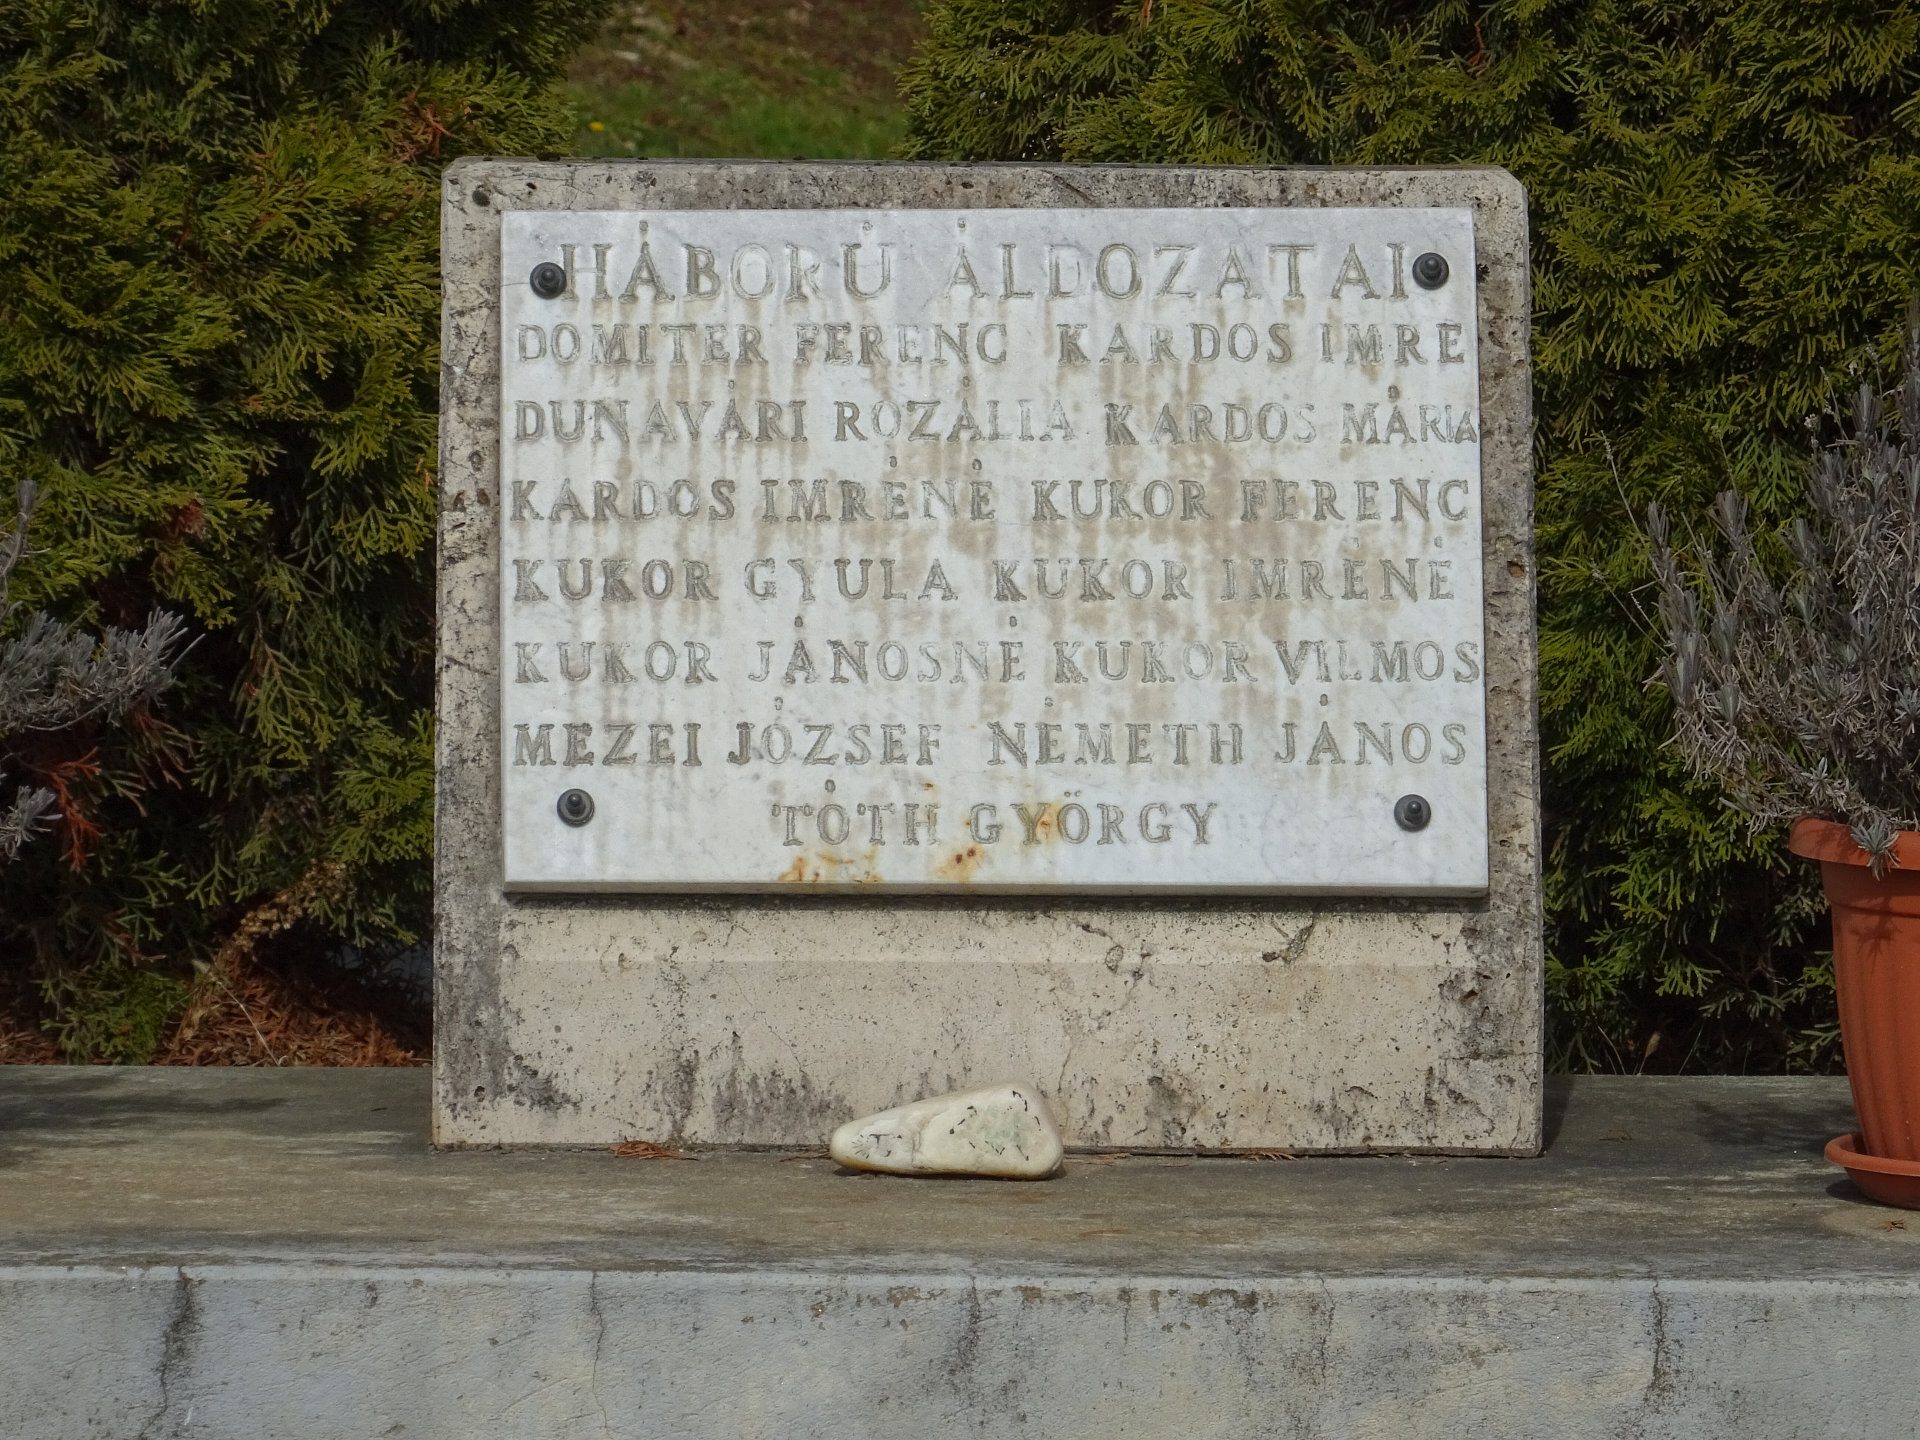 HÁBORÚ ÁLDOZATAI
DOMITER FERENC KARDOS IMRE
DUNAVÁRI ROZÁLIA KARDOS MÁRIA
KARDOS IMRÉNÉ KUKOR FERENC
KUKOR GYULA KUKOR IMRÉNÉ
KUKOR JÁNOSNÉ KUKOR VILMOS
MEZEI JÓZSEF NÉMETH JÁNOS
TÓTH GYÖRGY